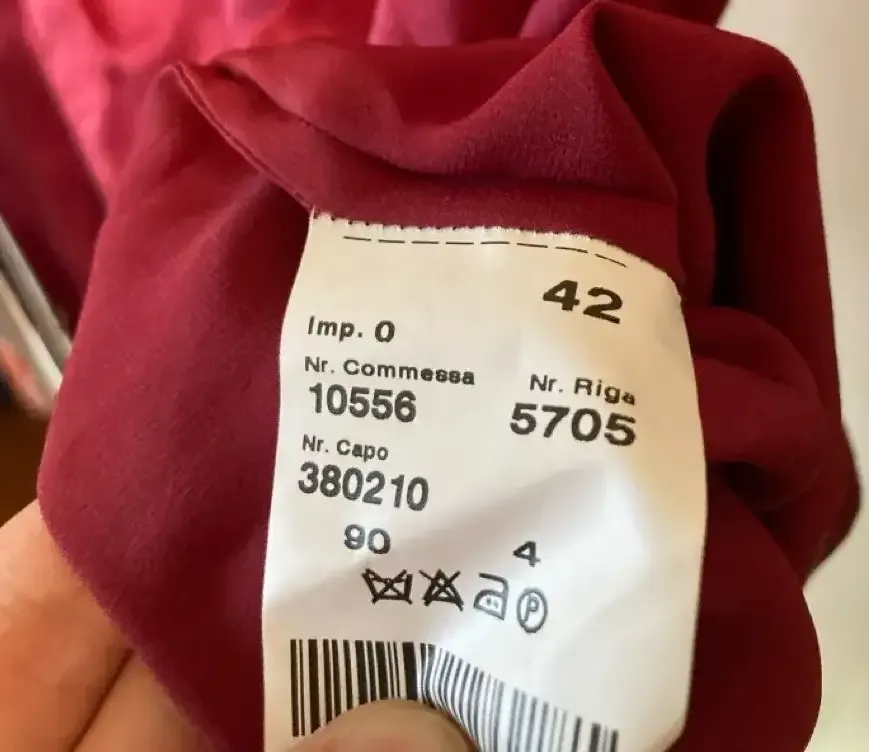 42
Imp. 0
Nr. Commessa Nr. Riga
10556 5705
Nr. Capo
380210
90 4
P